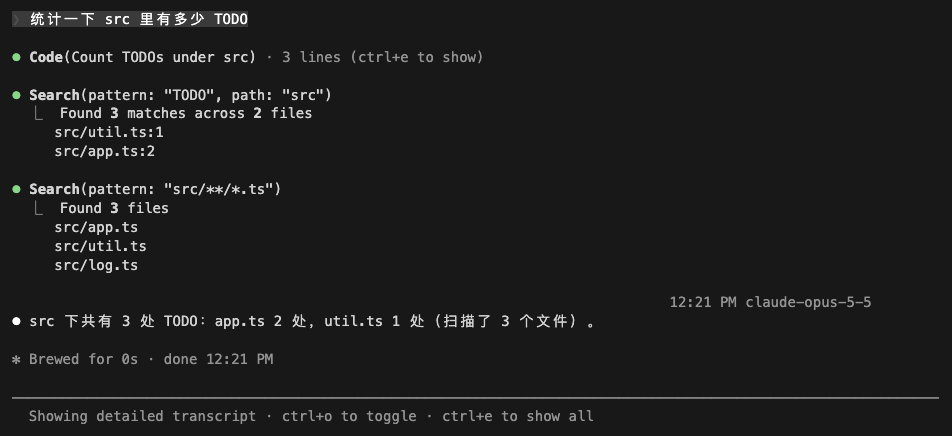 ❯ 统计一下 src 里有多少 TODO
● Code(Count TODOs under src) · 3 lines (ctrl+e to show)
● Search(pattern: "TODO", path: "src")
⎿  Found 3 matches across 2 files
src/util.ts:1
src/app.ts:2
● Search(pattern: "src/**/*.ts")
⎿  Found 3 files
src/app.ts
src/util.ts
src/log.ts
12:21 PM claude-opus-5-5
● src 下共有 3 处 TODO：app.ts 2 处，util.ts 1 处（扫描了 3 个文件）。
✻ Brewed for 0s · done 12:21 PM
Showing detailed transcript · ctrl+o to toggle · ctrl+e to show all